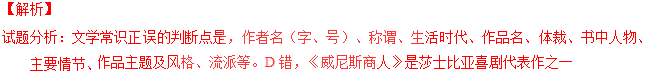 【解析】
试题分析：文学常识正误的判断点是，作者名（字、号）、称谓、生活时代、作品名、体裁、书中人物、
主要情节、作品主题及风格、流派等。D 错，《威尼斯商人》是莎士比亚喜剧代表作之一